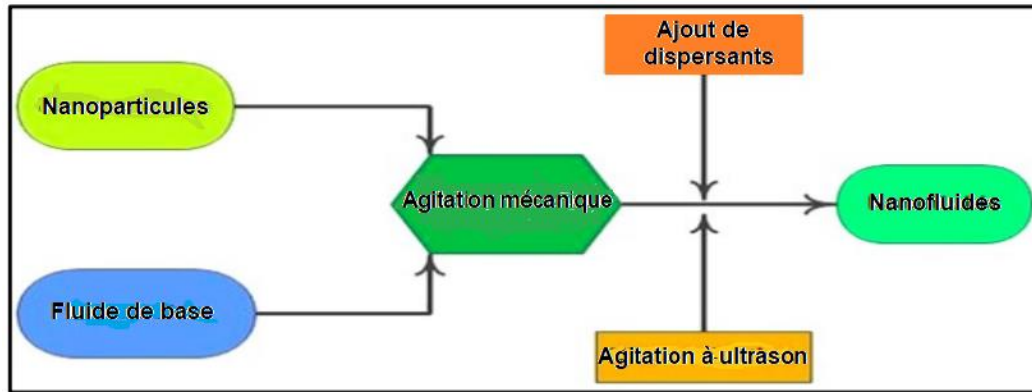 Ajout de
dispersants
Nanoparticules
Agitation mécanique
Nanofluides
Fluide de base
Agitation à ultrason